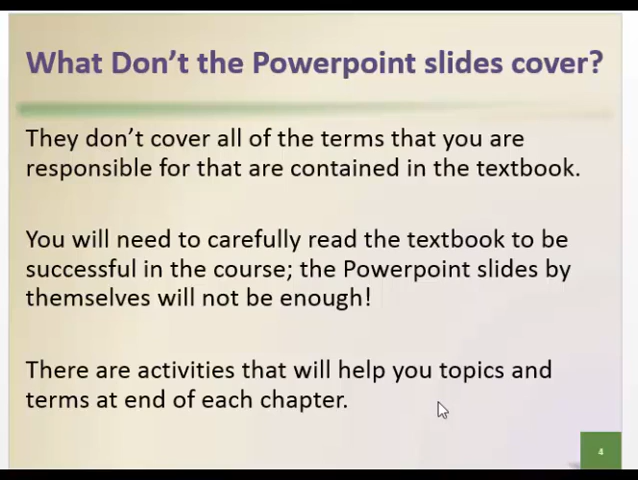 What Don't the Powerpoint slides cover?
They don't cover all of the terms that you are
responsible for that are contained in the textbook.
You will need to carefully read the textbook to be
successful in the course; the Powerpoint slides by
themselves will not be enough!
There are activities that will help you topics and
terms at end of each chapter.
4